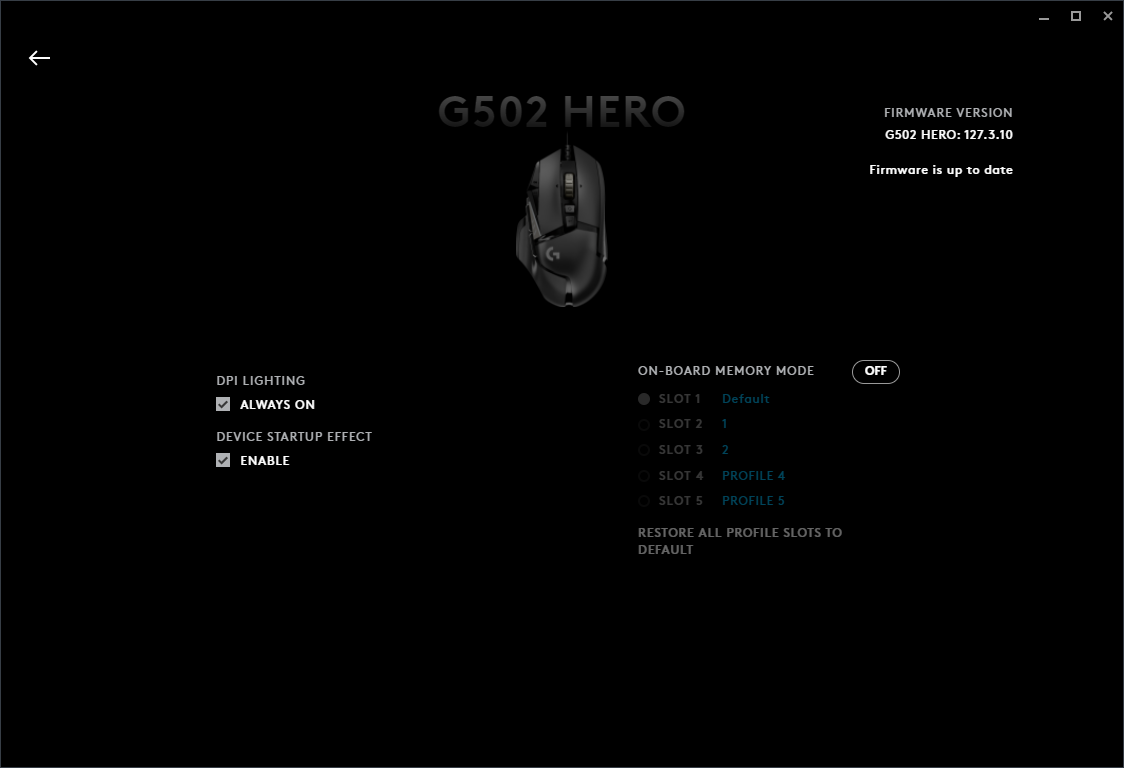 G502 HERO
FIRMWARE VERSION
G502 HERO: 127.3.10
Firmware is up to date
DPI LIGHTING
ALWAYS ON
DEVICE STARTUP EFFECT
ENABLE
ON-BOARD MEMORY MODE OFF
SLOT 1 Default
SLOT 2 1
SLOT 3 2
SLOT 4 PROFILE 4
SLOT 5 PROFILE 5
RESTORE ALL PROFILE SLOTS TO
DEFAULT